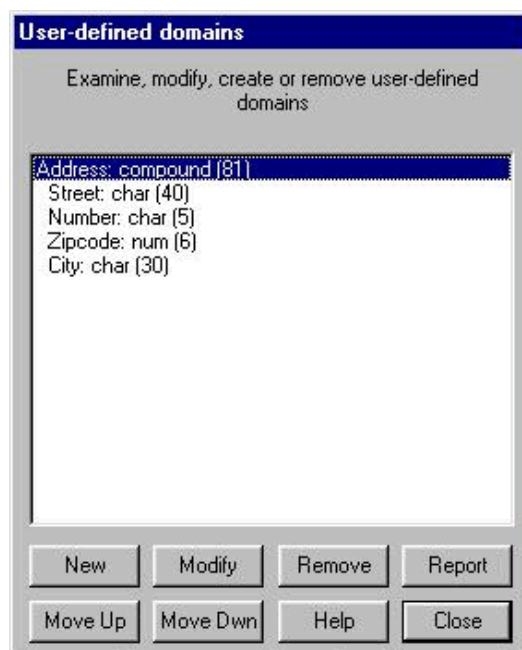 User-defined domains
Examine, modify, create or remove user-defined
domains
Address: compound (81)
Street: char (40)
Number: char (5)
Zipcode: num (6)
City: char (30)
New Modify Remove Report
Move Up Move Dwn Help Close